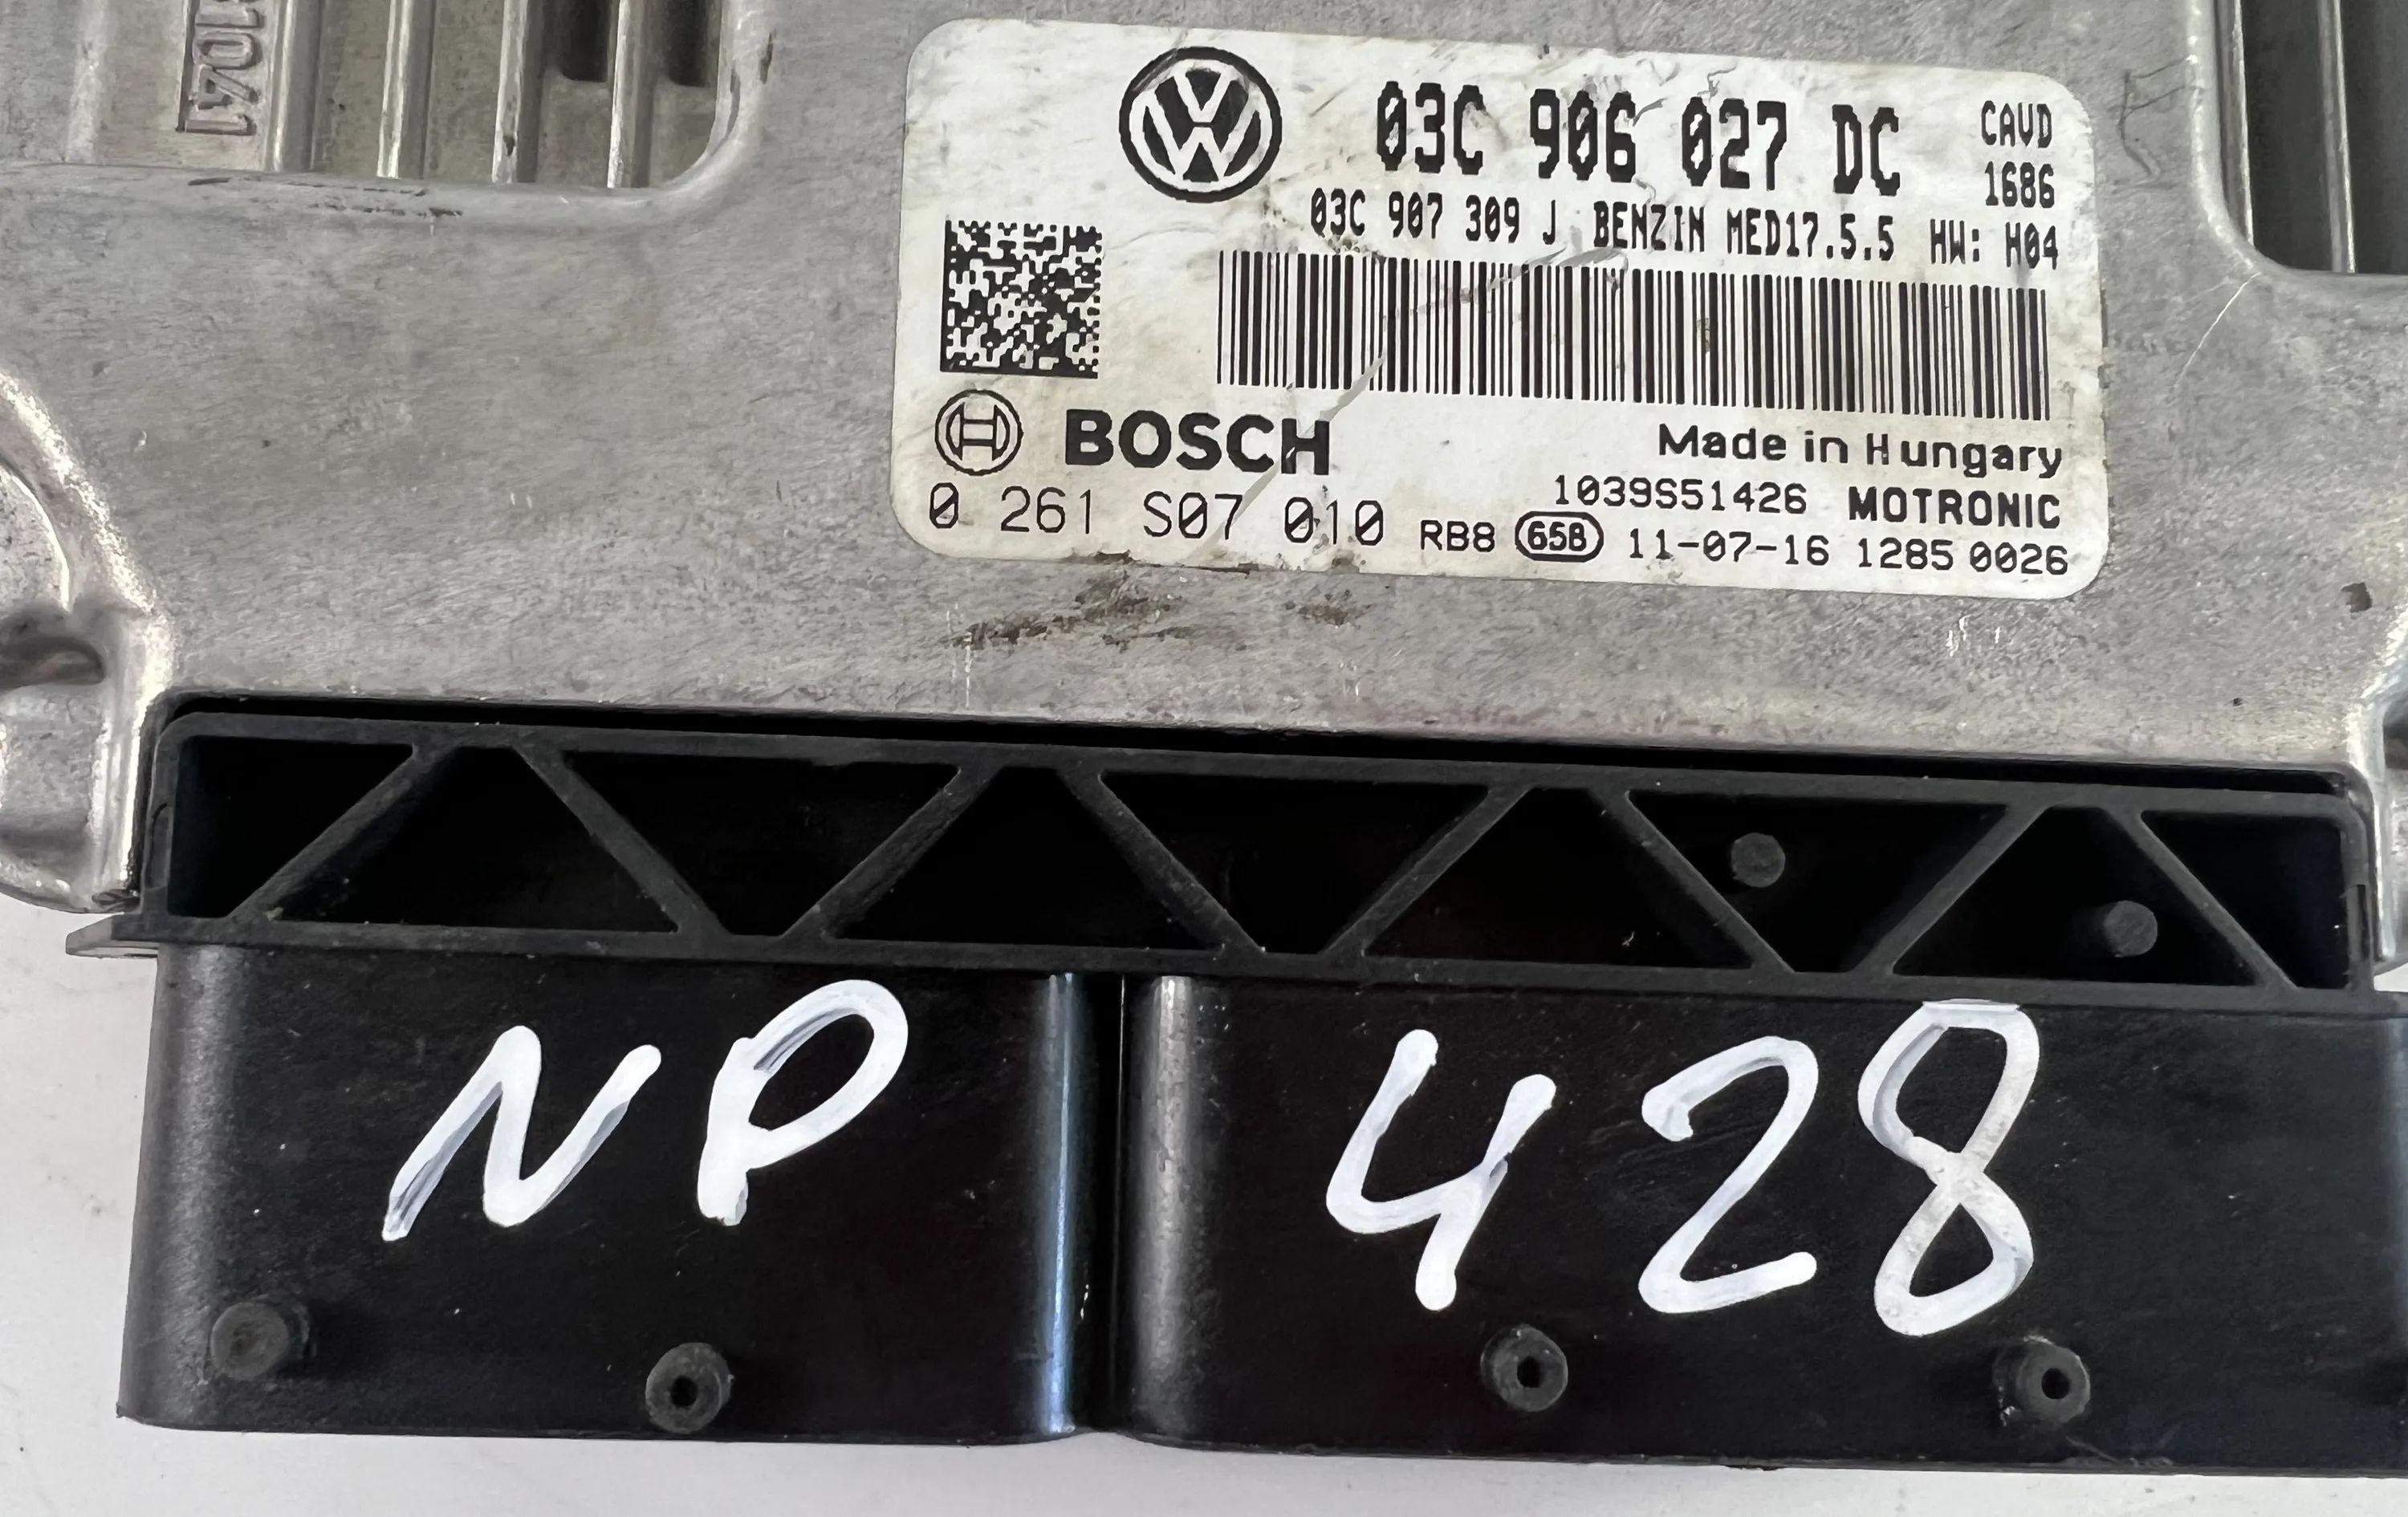 1041
03C 906 027 DC CAVD
1686
03C 907 309 J BENZIN MED17.5.5 HW: H04
BOSCH
Made in Hungary
1039S51426 MOTRONIC
0 261 S07 010 RB8 658 11-07-16 1285 0026
NP 428